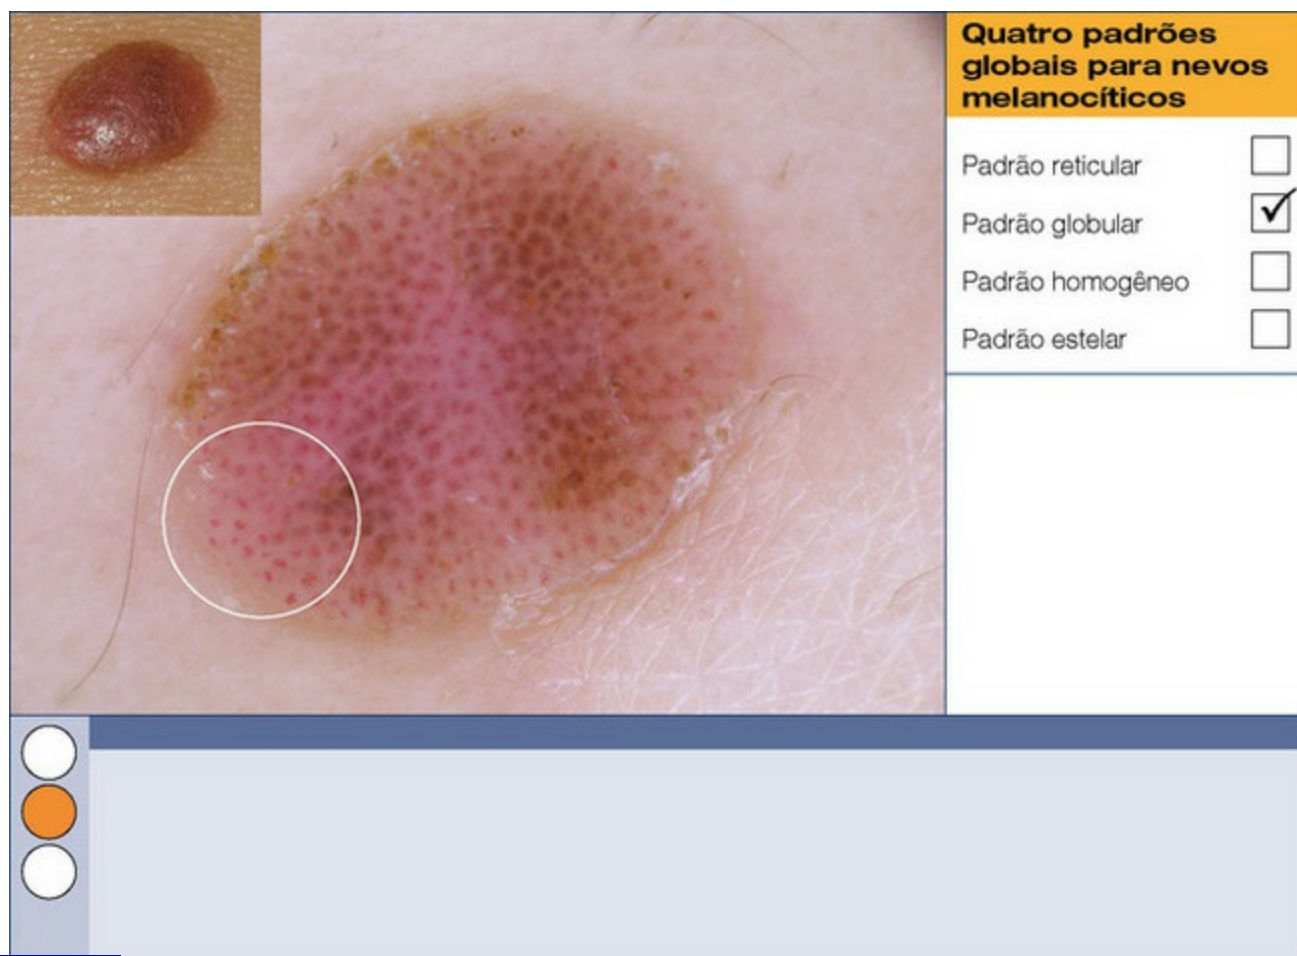 Quatro padrões
globais para nevos
melanocíticos
Padrão reticular
Padrão globular
Padrão homogêneo
Padrão estelar